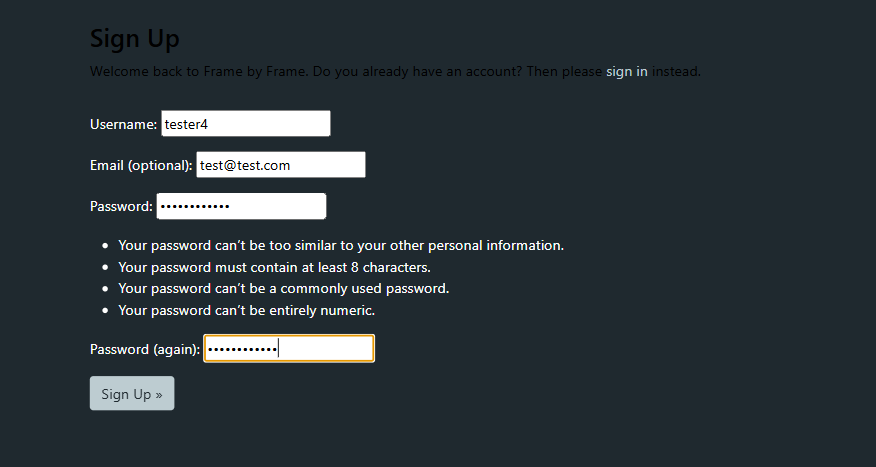 Sign Up
Welcome back to Frame by Frame. Do you already have an account? Then please sign in instead.
Username: tester4
Email (optional): test@test.com
Password: ••••••••••••
• Your password can't be too similar to your other personal information.
• Your password must contain at least 8 characters.
• Your password can't be a commonly used password.
• Your password can't be entirely numeric.
Password (again): ••••••••••••
Sign Up »